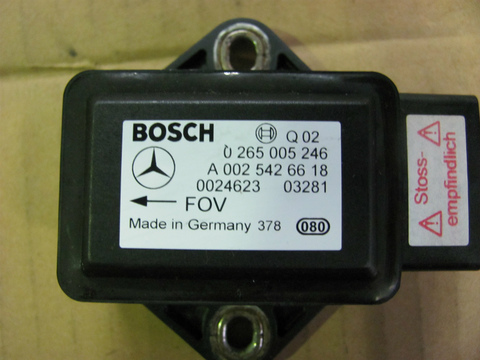 BOSCH Q 02
0 265 005 246
A 002 542 66 18
0024623 03281
FOV
Made in Germany 378 080
Stoss-
empfindlich